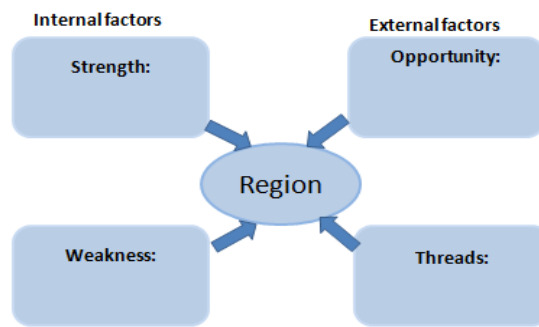 Internal factors
External factors
Strength:
Opportunity:
Region
Weakness:
Threads: